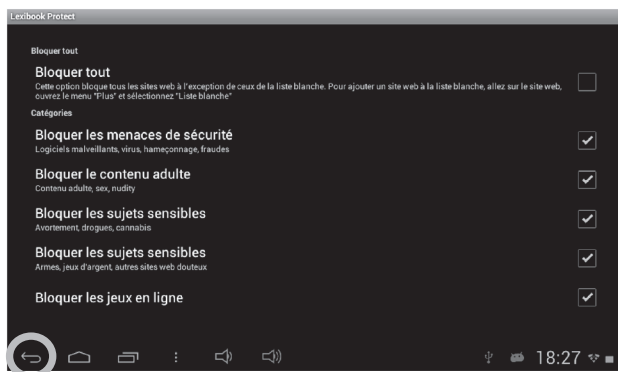 Lexibook Protect
Bloquer tout
Bloquer tout
Cette option bloque tous les sites web à l'exception de ceux de la liste blanche. Pour ajouter un site web à la liste blanche, allez sur le site web,
ouvrez le menu "Plus" et sélectionnez "Liste blanche"
Catégories
Bloquer les menaces de sécurité
Logiciels malveillants, virus, hameçonnage, fraudes
Bloquer le contenu adulte
Contenu adulte, sex, nudity
Bloquer les sujets sensibles
Avortement, drogues, cannabis
Bloquer les sujets sensibles
Armes, jeux d'argent, autres sites web douteux
Bloquer les jeux en ligne
18:27